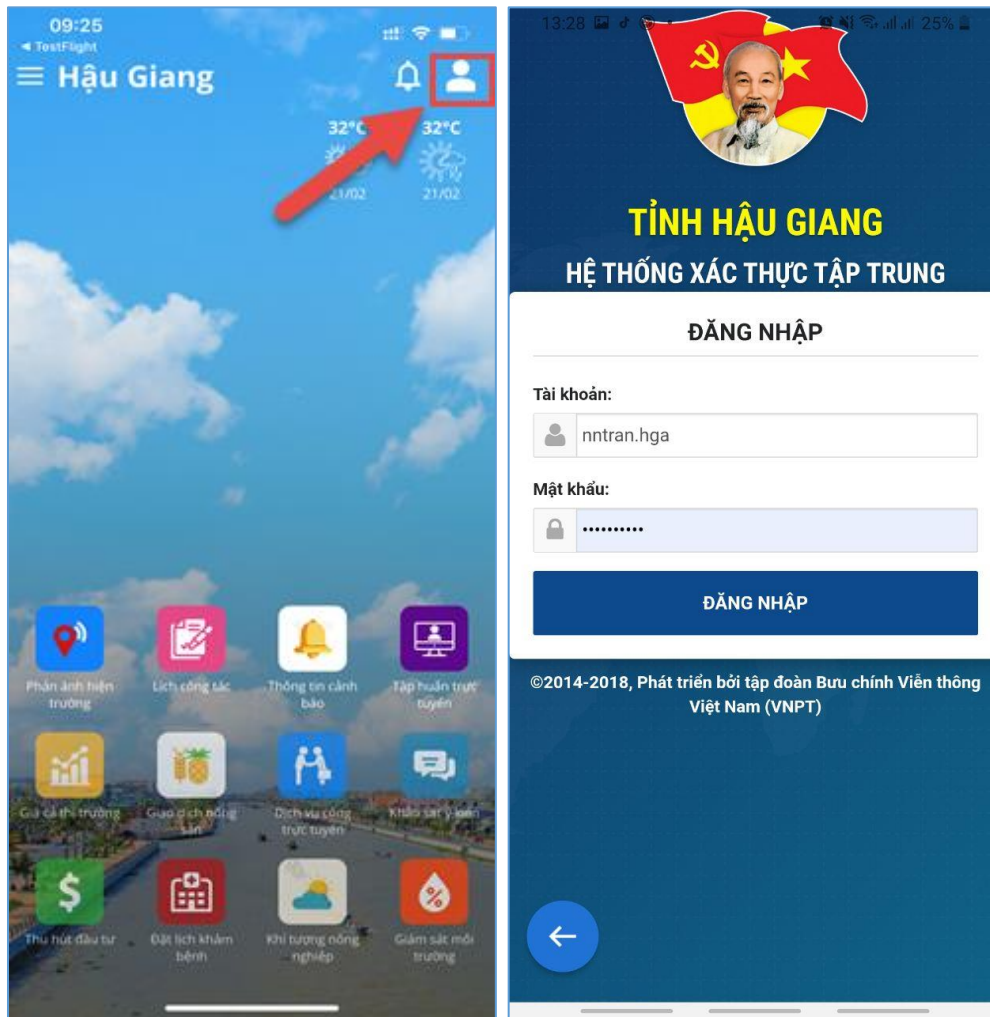 09:25
◄ TestFlight
Hậu Giang
32°C 32°C
21/02 21/02
Phản ánh hiện
trường
Lịch công tác
Thông tin cảnh
báo
Tập huấn trực
tuyến
Giá cả thị trường
Giao dịch nông
sản
Dịch vụ công
trực tuyến
Khảo sát ý kiến
Thu hút đầu tư
Đặt lịch khám
bệnh
Khí tượng nông
nghiệp
Giám sát môi
trường
13:28
25%
TỈNH HẬU GIANG
HỆ THỐNG XÁC THỰC TẬP TRUNG
ĐĂNG NHẬP
Tài khoản:
nntran.hga
Mật khẩu:
••••••••••
ĐĂNG NHẬP
©2014-2018, Phát triển bởi tập đoàn Bưu chính Viễn thông
Việt Nam (VNPT)